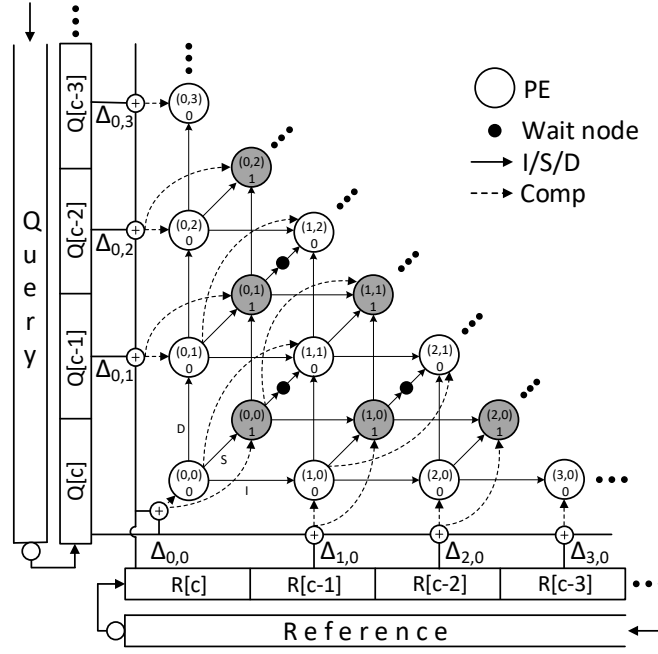 Query
Q[c-3]
Q[c-2]
Q[c-1]
Q[c]
Δ0,3
Δ0,2
Δ0,1
Δ0,0
Δ1,0
Δ2,0
Δ3,0
(0,3)
0
(0,2)
1
(0,2)
0
(1,2)
0
(0,1)
1
(1,1)
1
(0,1)
0
(1,1)
0
(2,1)
0
(0,0)
1
(1,0)
1
(2,0)
1
(0,0)
0
(1,0)
0
(2,0)
0
(3,0)
0
D
S
I
PE
Wait node
I/S/D
Comp
R[c]
R[c-1]
R[c-2]
R[c-3]
Reference